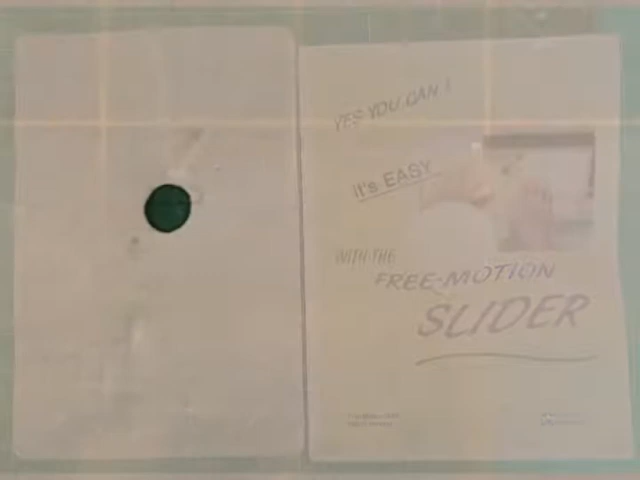 YES YOU CAN !
It's EASY
WITH THE
FREE-MOTION
SLIDER